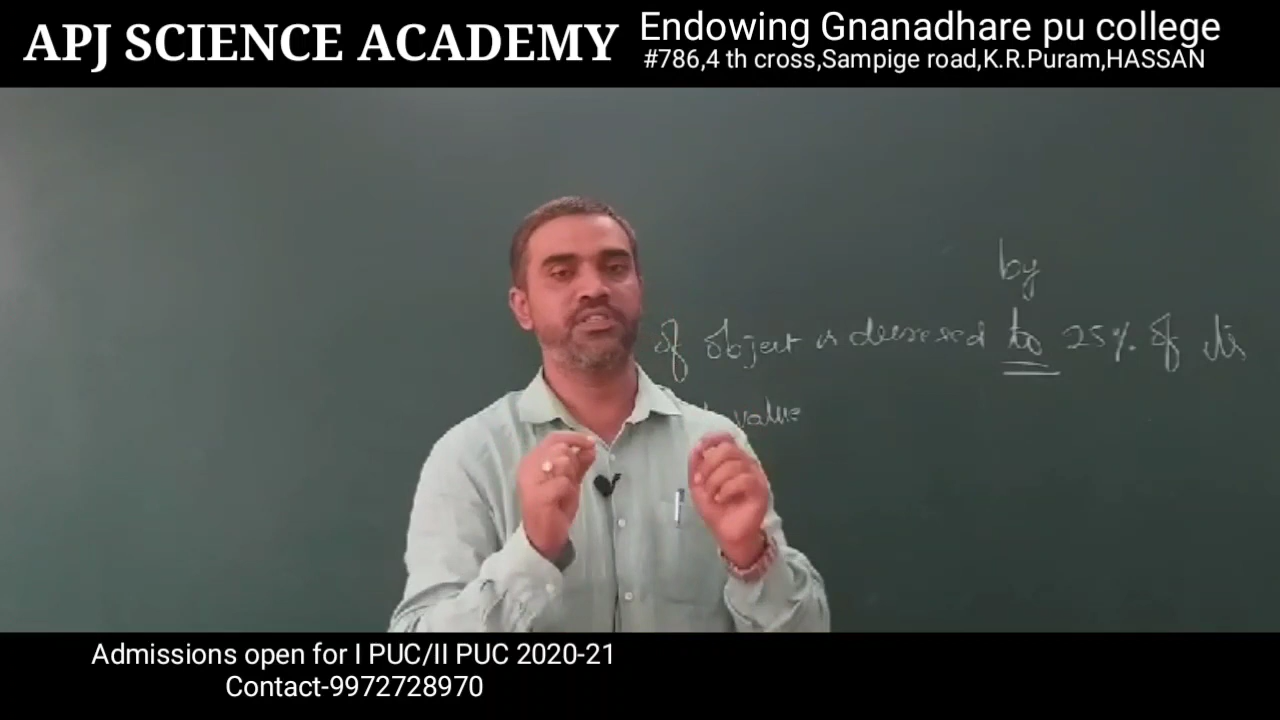 APJ SCIENCE ACADEMY
Endowing Gnanadhare pu college
#786,4 th cross,Sampige road,K.R.Puram,HASSAN
by
of object is decreased to 25% of its
value
Admissions open for I PUC/II PUC 2020-21
Contact-9972728970